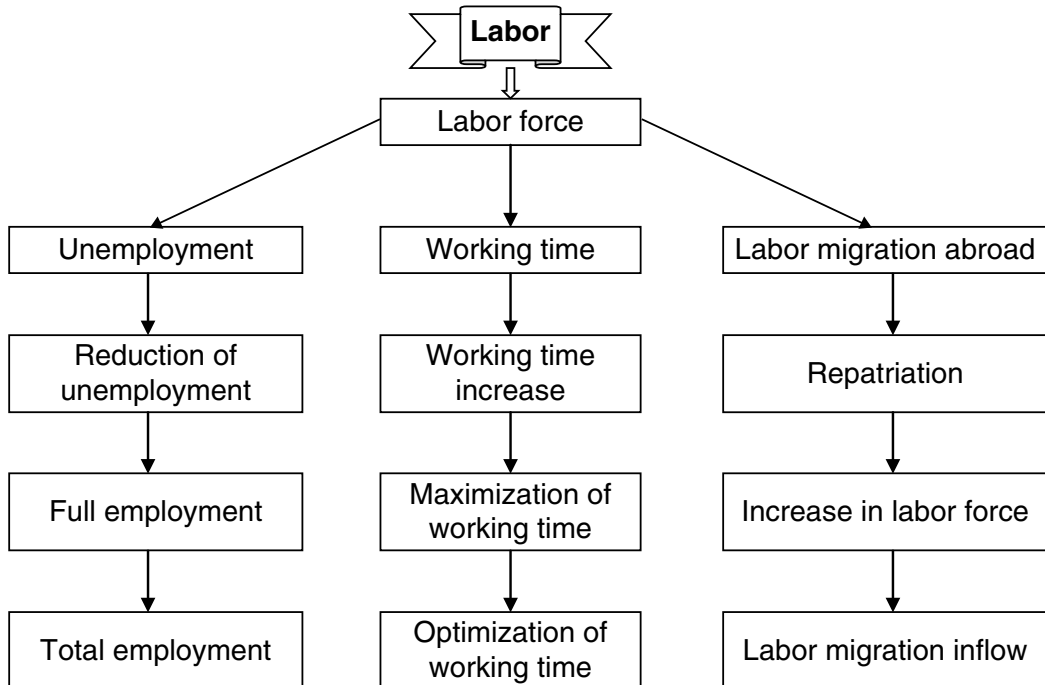 Labor
Labor force
Unemployment
Working time
Labor migration abroad
Reduction of
unemployment
Working time
increase
Repatriation
Full employment
Maximization of
working time
Increase in labor force
Total employment
Optimization of
working time
Labor migration inflow